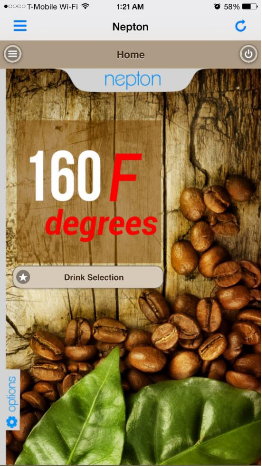 T-Mobile Wi-Fi 1:21 AM 58%
Nepton
Home
nepton
160 F
degrees
Drink Selection
options